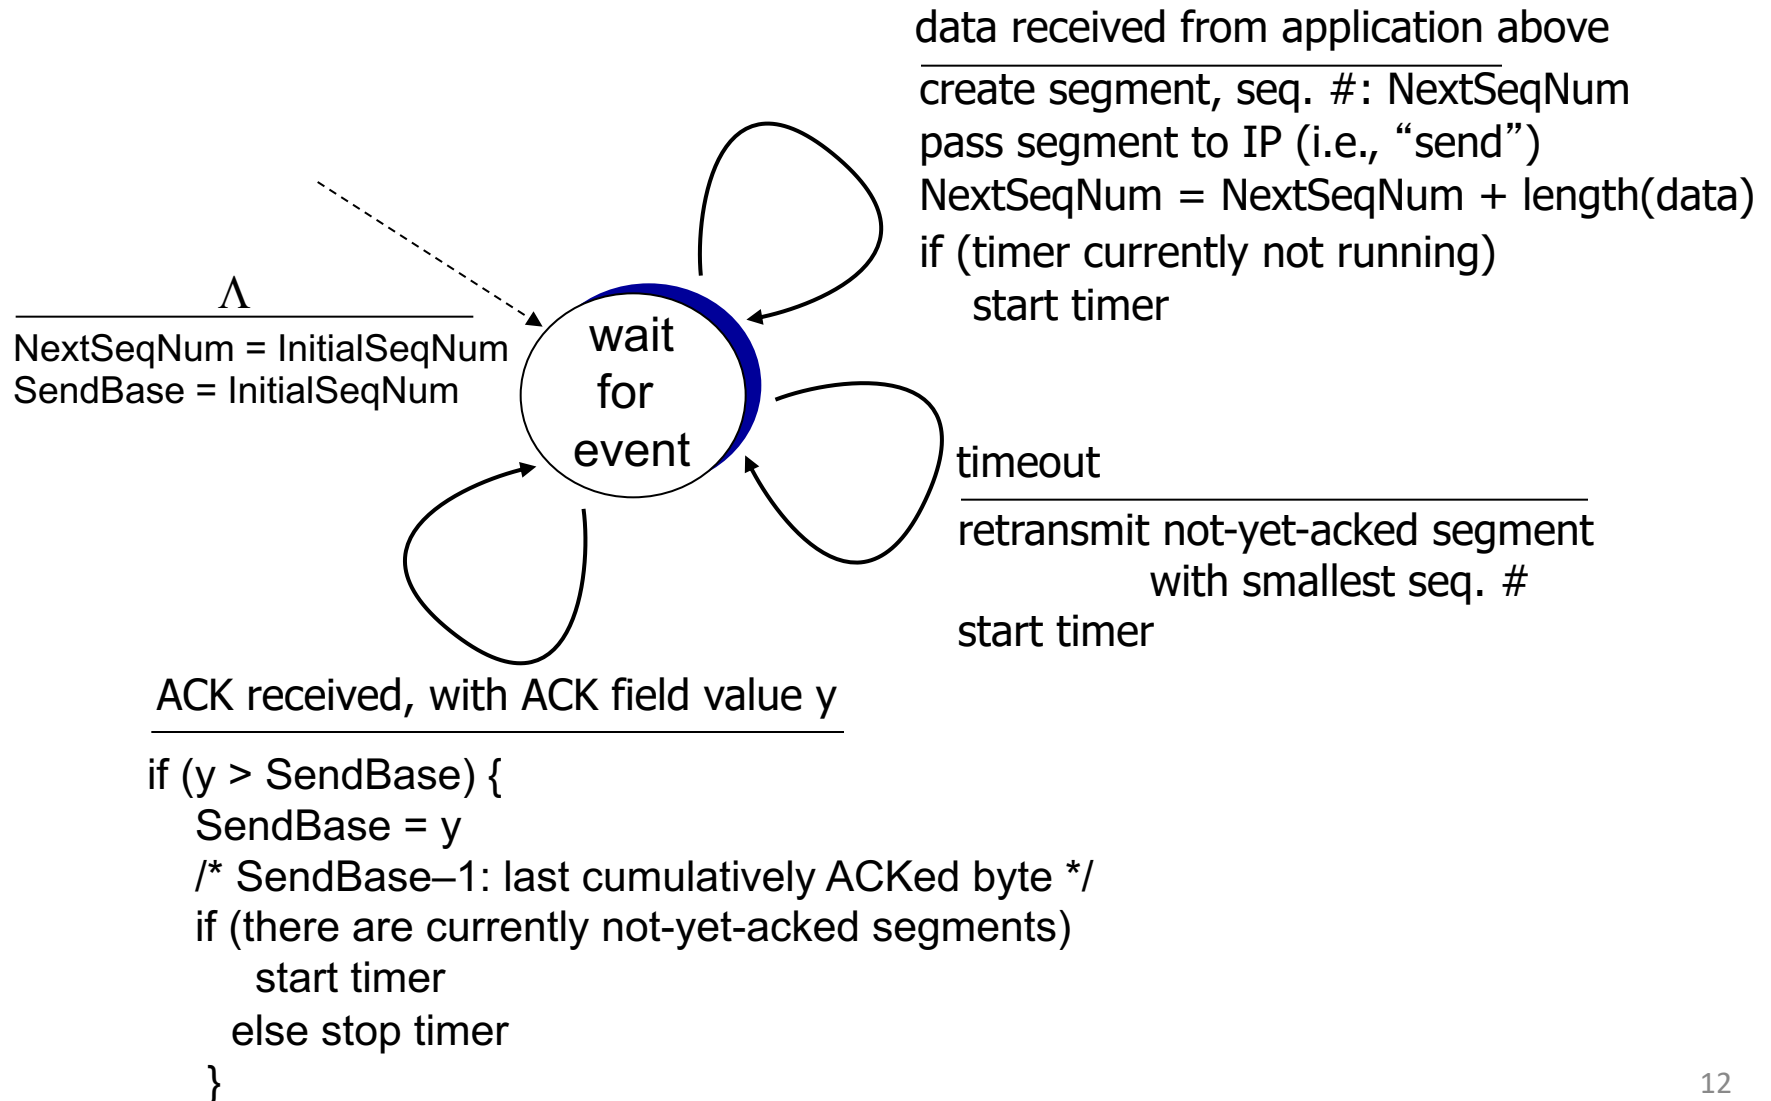 data received from application above
create segment, seq. #: NextSeqNum
pass segment to IP (i.e., “send”)
NextSeqNum = NextSeqNum + length(data)
if (timer currently not running)
start timer
Λ
NextSeqNum = InitialSeqNum
SendBase = InitialSeqNum
wait
for
event
timeout
retransmit not-yet-acked segment
with smallest seq. #
start timer
ACK received, with ACK field value y
if (y > SendBase) {
SendBase = y
/* SendBase–1: last cumulatively ACKed byte */
if (there are currently not-yet-acked segments)
start timer
else stop timer
}
12